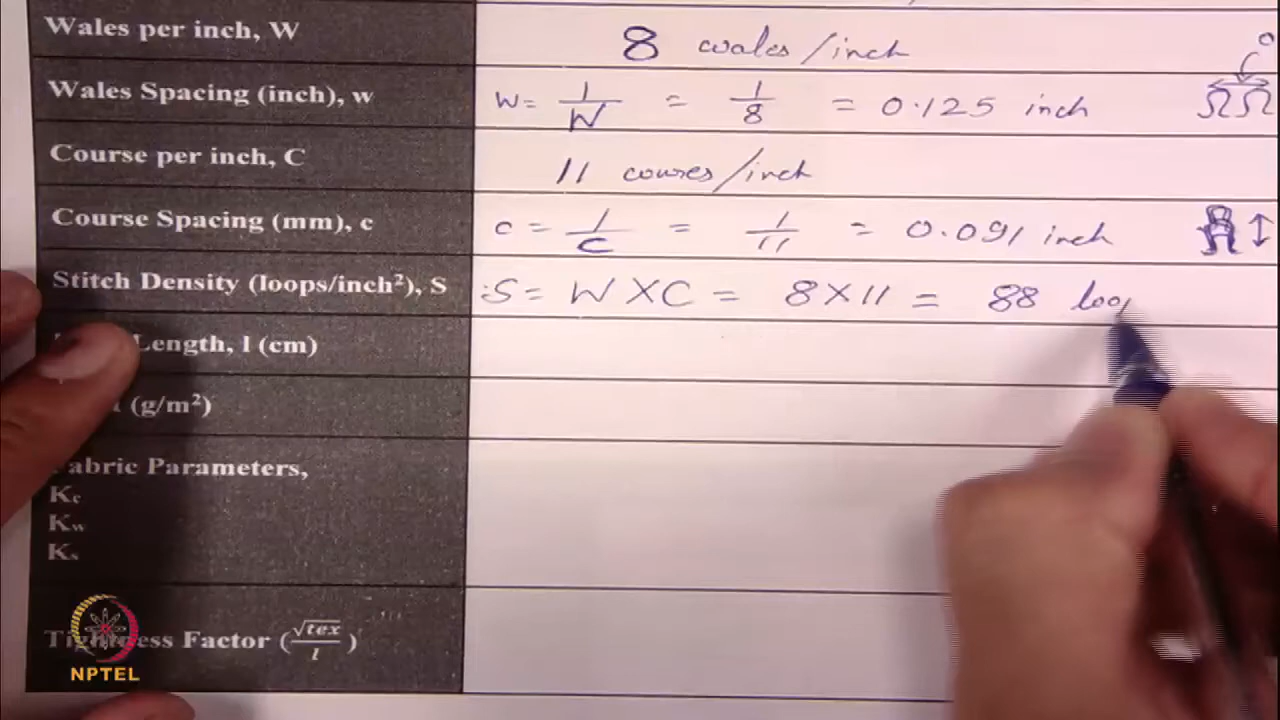 Wales per inch, W 8 wales/inch
Wales Spacing (inch), w w = 1/W = 1/8 = 0.125 inch
Course per inch, C 11 courses/inch
Course Spacing (mm), c c = 1/C = 1/11 = 0.091 inch
Stitch Density (loops/inch²), S S = W X C = 8 X 11 = 88 loo
Length, l (cm)
(g/m²)
abric Parameters,
Kc
Kw
Ks
Tightness Factor (√tex/l)
NPTEL